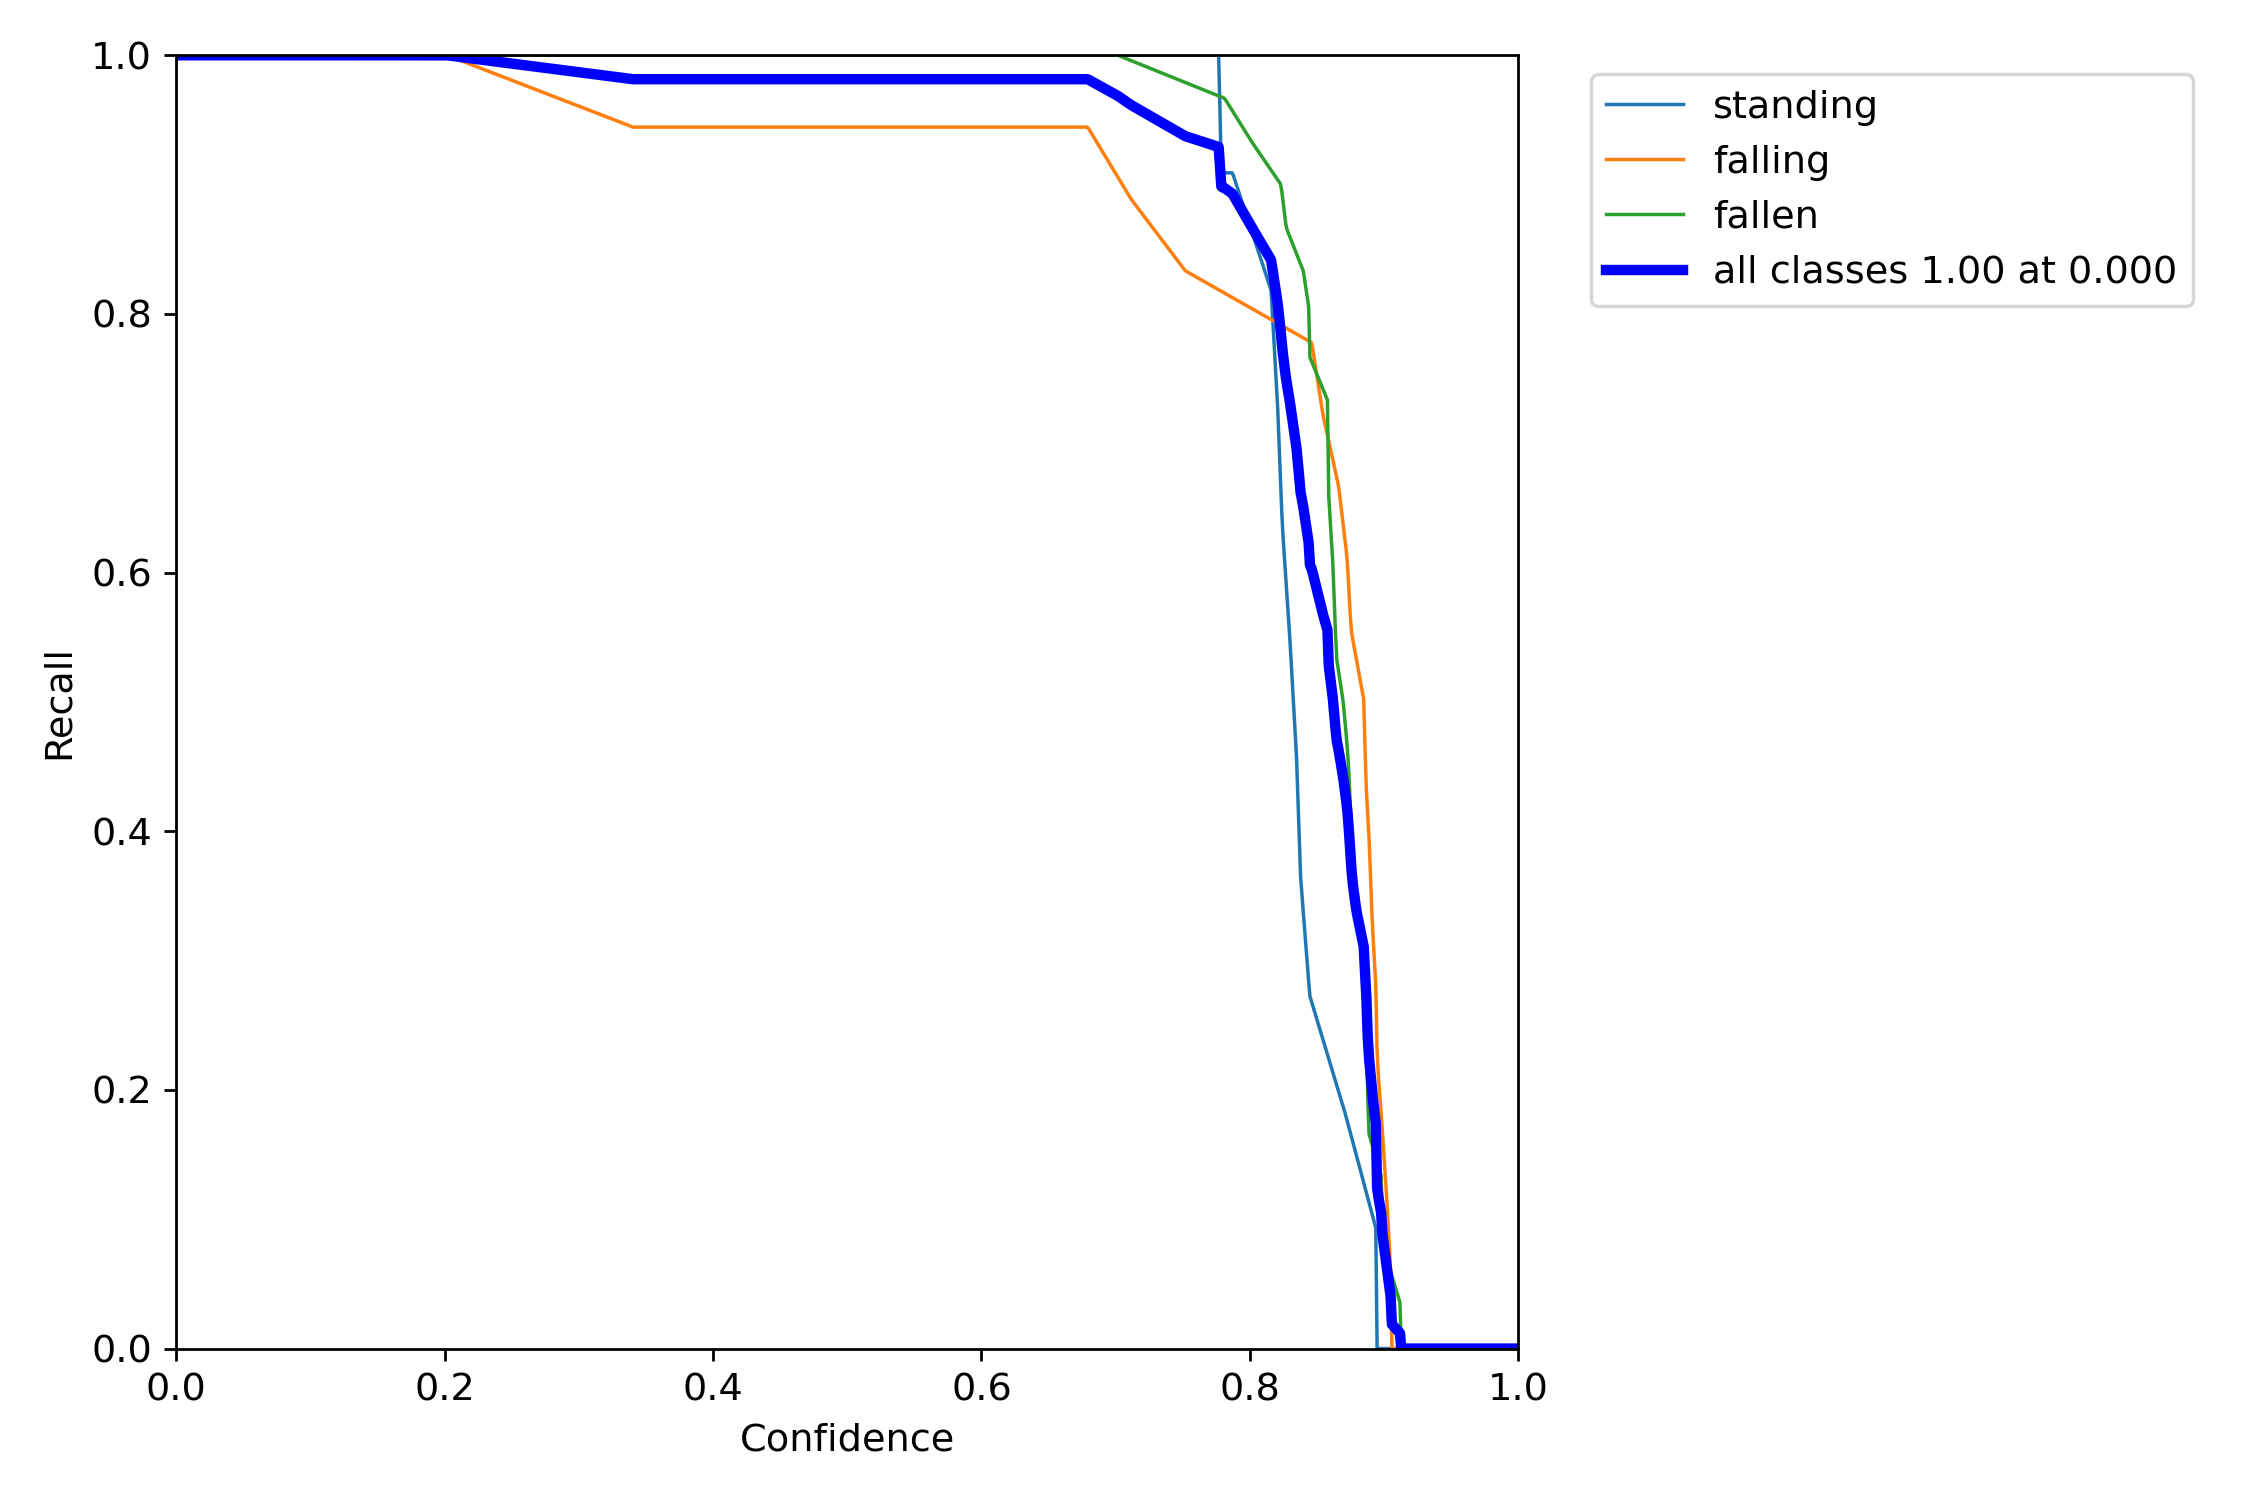 1.0
0.8
0.6
0.4
0.2
0.0
Recall
0.0 0.2 0.4 0.6 0.8 1.0
Confidence
standing
falling
fallen
all classes 1.00 at 0.000